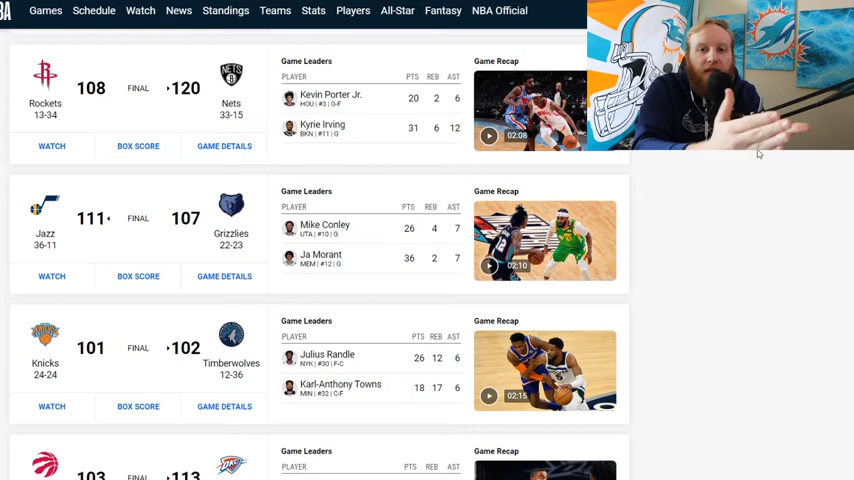 BA Games Schedule Watch News Standings Teams Stats Players All-Star Fantasy NBA Official
Rockets
13-34
108
FINAL
120
NETS
B
Nets
33-15
WATCH BOX SCORE GAME DETAILS
Game Leaders
PLAYER PTS REB AST
Kevin Porter Jr. 20 2 6
HOU | #3 | G-F
Kyrie Irving 31 6 12
BKN | #11 | G
Game Recap
02:08
Jazz
36-11
111
FINAL
107
Grizzlies
22-23
WATCH BOX SCORE GAME DETAILS
Game Leaders
PLAYER PTS REB AST
Mike Conley 26 4 7
UTA | #10 | G
Ja Morant 36 2 7
MEM | #12 | G
Game Recap
12
02:10
Knicks
24-24
101
FINAL
102
Timberwolves
12-36
WATCH BOX SCORE GAME DETAILS
Game Leaders
PLAYER PTS REB AST
Julius Randle 26 12 6
NYK | #30 | F-C
Karl-Anthony Towns 18 17 6
MIN | #32 | C-F
Game Recap
5
02:15
103
FINAL
113
Game Leaders
PLAYER PTS REB AST
Game Recap